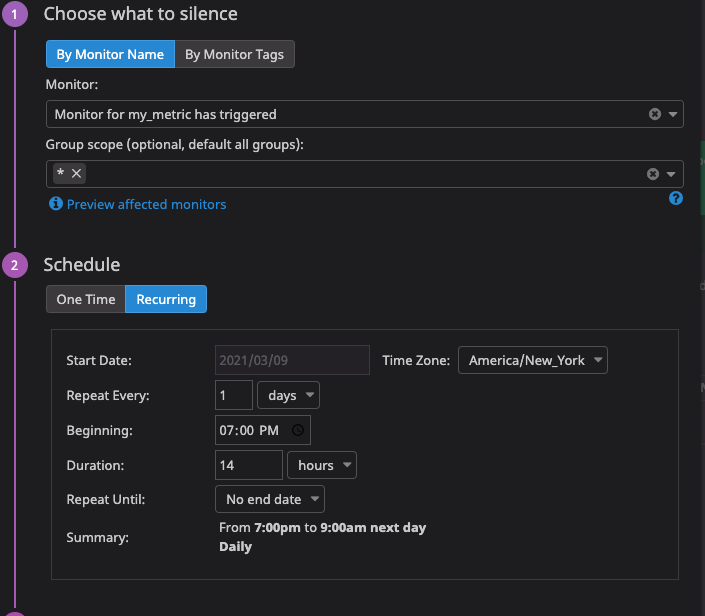 1
Choose what to silence
By Monitor Name By Monitor Tags
Monitor:
Monitor for my_metric has triggered
Group scope (optional, default all groups):
* ×
Preview affected monitors
2
Schedule
One Time Recurring
Start Date: 2021/03/09 Time Zone: America/New_York
Repeat Every: 1 days
Beginning: 07:00 PM
Duration: 14 hours
Repeat Until: No end date
Summary: From 7:00pm to 9:00am next day
Daily